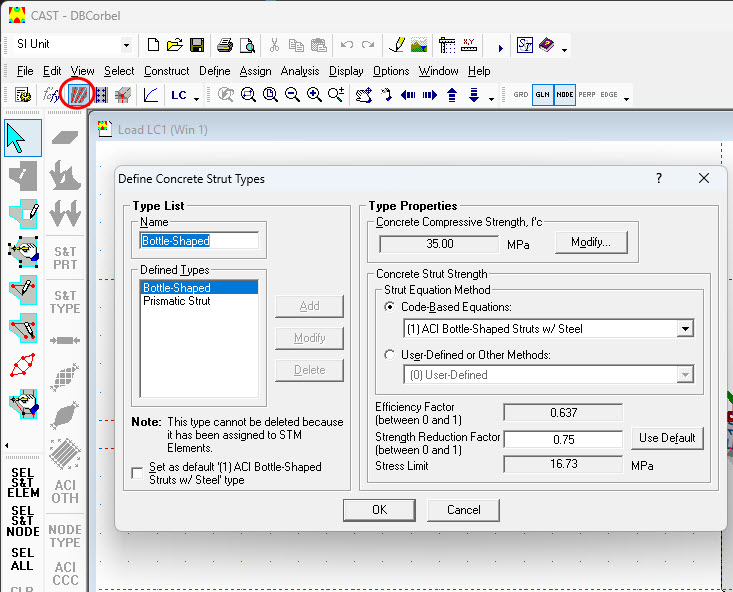 CAST - DBCorbel
SI Unit
ST
X,Y
File Edit View Select Construct Define Assign Analysis Display Options Window Help
LC
GRD GLN NODE PERP EDGE
Load LC1 (Win 1)
Define Concrete Strut Types
?
Type List
Name
Bottle-Shaped
Defined Types
Bottle-Shaped
Prismatic Strut
Add
Modify
Delete
Note: This type cannot be deleted because
it has been assigned to STM
Elements.
Set as default '(1) ACI Bottle-Shaped
Struts w/ Steel' type
Type Properties
Concrete Compressive Strength, f'c
35.00
MPa
Modify...
Concrete Strut Strength
Strut Equation Method
Code-Based Equations:
(1) ACI Bottle-Shaped Struts w/ Steel
User-Defined or Other Methods:
(0) User-Defined
Efficiency Factor
(between 0 and 1)
0.637
Strength Reduction Factor
(between 0 and 1)
0.75
Use Default
Stress Limit
16.73
MPa
OK
Cancel
S&T
PRT
S&T
TYPE
ACI
OTH
NODE
TYPE
ACI
CCC
SEL
S&T
ELEM
SEL
S&T
NODE
SEL
ALL
CLR